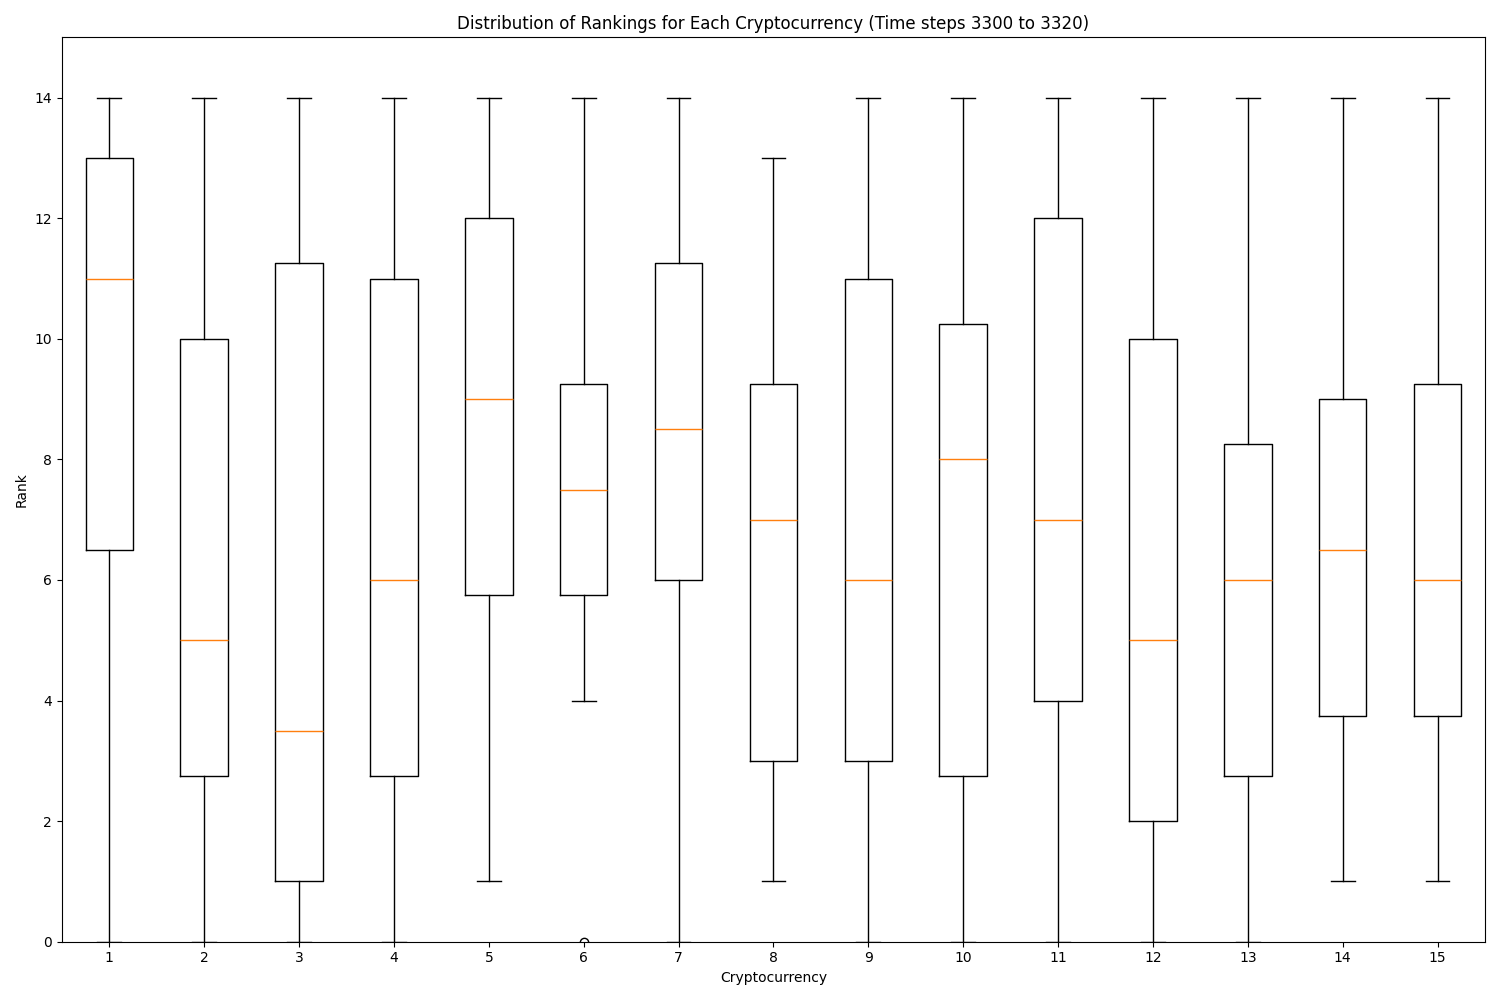 Distribution of Rankings for Each Cryptocurrency (Time steps 3300 to 3320)
Rank
14
12
10
8
6
4
2
0
1 2 3 4 5 6 7 8 9 10 11 12 13 14 15
Cryptocurrency